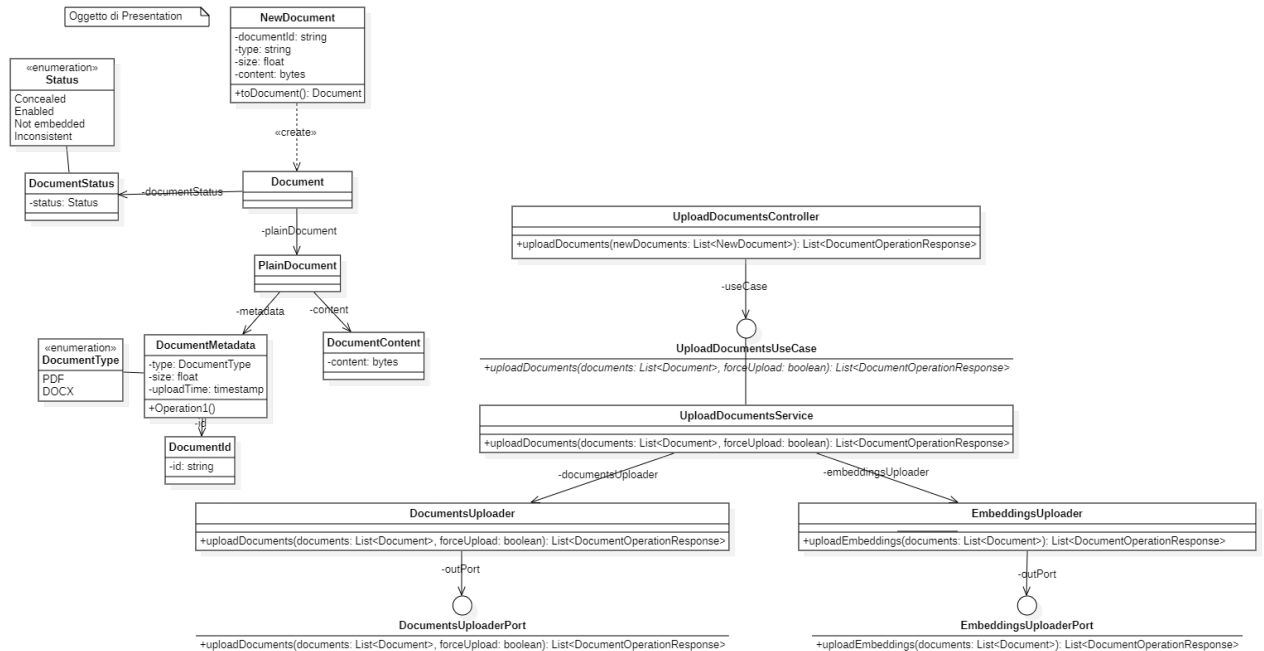 Oggetto di Presentation
NewDocument
-documentId: string
-type: string
-size: float
-content: bytes
+toDocument(): Document
«create»
«enumeration»
Status
Concealed
Enabled
Not embedded
Inconsistent
DocumentStatus
-status: Status
-documentStatus
Document
-plainDocument
PlainDocument
-metadata
-content
«enumeration»
DocumentType
PDF
DOCX
DocumentMetadata
-type: DocumentType
-size: float
-uploadTime: timestamp
+Operation1()
DocumentContent
-content: bytes
-id
DocumentId
-id: string
UploadDocumentsController
+uploadDocuments(newDocuments: List<NewDocument>): List<DocumentOperationResponse>
-useCase
UploadDocumentsUseCase
+uploadDocuments(documents: List<Document>, forceUpload: boolean): List<DocumentOperationResponse>
UploadDocumentsService
+uploadDocuments(documents: List<Document>, forceUpload: boolean): List<DocumentOperationResponse>
-documentsUploader
-embeddingsUploader
DocumentsUploader
+uploadDocuments(documents: List<Document>, forceUpload: boolean): List<DocumentOperationResponse>
-outPort
DocumentsUploaderPort
+uploadDocuments(documents: List<Document>, forceUpload: boolean): List<DocumentOperationResponse>
EmbeddingsUploader
+uploadEmbeddings(documents: List<Document>): List<DocumentOperationResponse>
-outPort
EmbeddingsUploaderPort
+uploadEmbeddings(documents: List<Document>): List<DocumentOperationResponse>